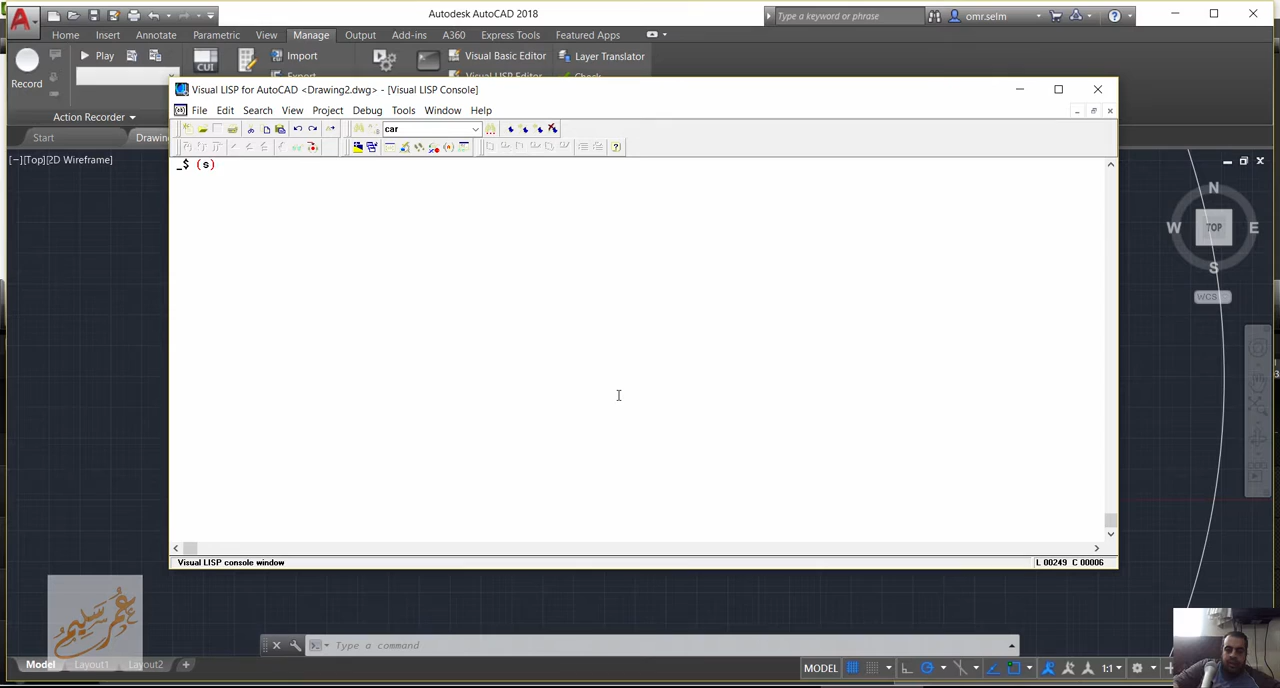 Autodesk AutoCAD 2018
Type a keyword or phrase
omr.selm
Home Insert Annotate Parametric View Manage Output Add-ins A360 Express Tools Featured Apps
Record
Play
CUI
Import
Visual Basic Editor
Layer Translator
Action Recorder
Start
Visual LISP for AutoCAD <Drawing2.dwg> - [Visual LISP Console]
File Edit Search View Project Debug Tools Window Help
car
[−][Top][2D Wireframe]
_$ (s)
N
W
TOP
E
S
WCS
Visual LISP console window
L 00249 C 00006
عمر سليم
Type a command
Model Layout1 Layout2 +
MODEL
1:1